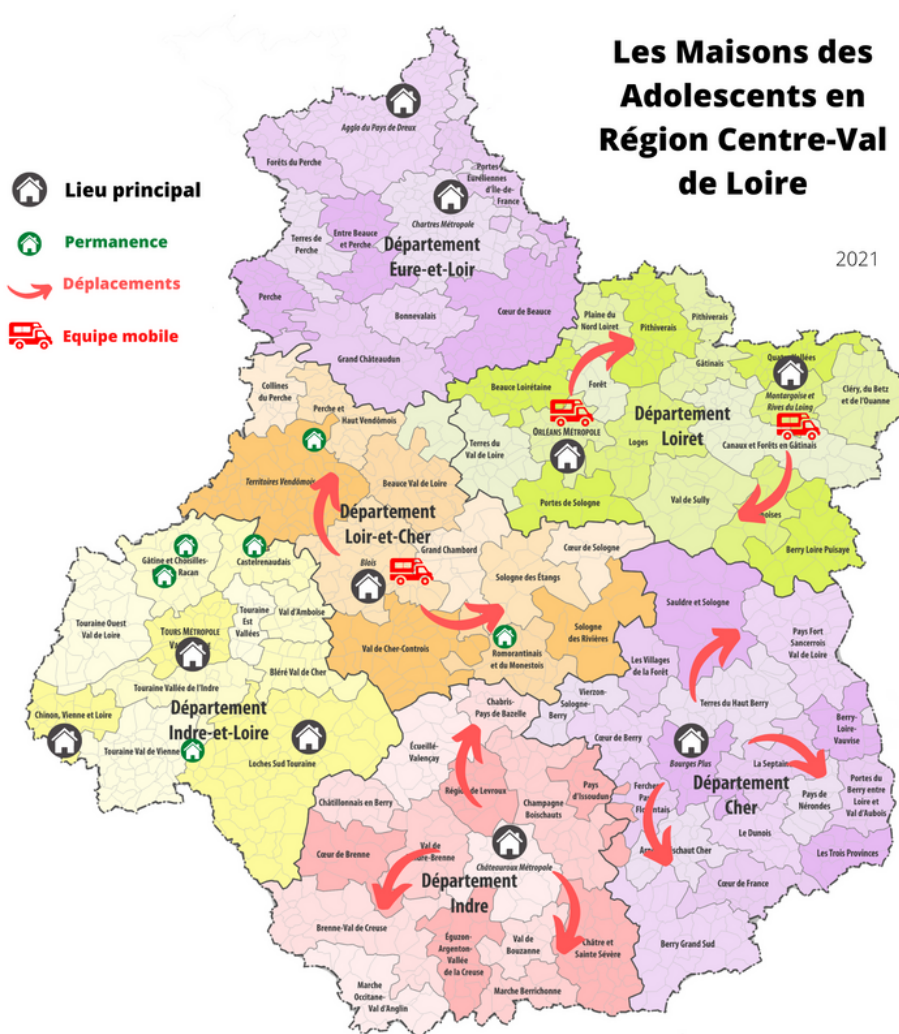 Les Maisons des
Adolescents en
Région Centre-Val
de Loire
2021
Lieu principal
Permanence
Déplacements
Equipe mobile
Agglo du Pays de Dreux
Forêts du Perche
Portes
Euréliennes
d'Île-de-
France
Chartres Métropole
Entre Beauce
et Perche
Terres de
Perche
Département
Eure-et-Loir
Perche
Bonnevalais
Cœur de Beauce
Grand Châteaudun
Plaine du
Nord Loiret
Pithiverais
Pithiverais
Gâtinais
Beauce Loirétaine
Forêt
Montargoise et
Rives du Loing
Cléry, du Betz
et de l'Ouanne
Département
Loiret
Orléans Métropole
Terres du
Val de Loire
Loges
Canaux et Forêts en Gâtinais
Portes de Sologne
Val de Sully
Berry Loire Puisaye
Collines
du Perche
Perche et
Haut Vendômois
Territoires Vendômois
Beauce Val de Loire
Département
Loir-et-Cher
Blois
Grand Chambord
Cœur de Sologne
Sologne des Étangs
Sologne
des Rivières
Val de Cher-Controis
Romorantinais
et du Monestois
Gâtine et Choisilles-
Racan
Castelrenaudais
Touraine Ouest
Val de Loire
Touraine
Est
Vallées
Val d'Amboise
Tours Métropole
Bléré Val de Cher
Touraine Vallée de l'Indre
Chinon, Vienne et Loire
Département
Indre-et-Loire
Touraine Val de Vienne
Loches Sud Touraine
Sauldre et Sologne
Pays Fort
Sancerrois
Val de Loire
Les Villages
de la Forêt
Vierzon-
Sologne-
Berry
Terres du Haut Berry
Cœur de Berry
Berry-
Loire-
Vauvise
Bourges Plus
La Septain
Département
Cher
Pays de
Nérondes
Portes du
Berry entre
Loire et
Val d'Aubois
Le Dunois
Les Trois Provinces
Cœur de France
Berry Grand Sud
Chabris-
Pays de Bazelle
Écueillé-
Valençay
Région de Levroux
Pays
d'Issoudun
Châtillonnais en Berry
Champagne
Boischauts
Cœur de Brenne
Châteauroux Métropole
Département
Indre
Brenne-Val de Creuse
Éguzon-
Argenton-
Vallée
de la Creuse
Val de
Bouzanne
Châtre et
Sainte Sévère
Marche
Occitane-
Val d'Anglin
Marche Berrichonne